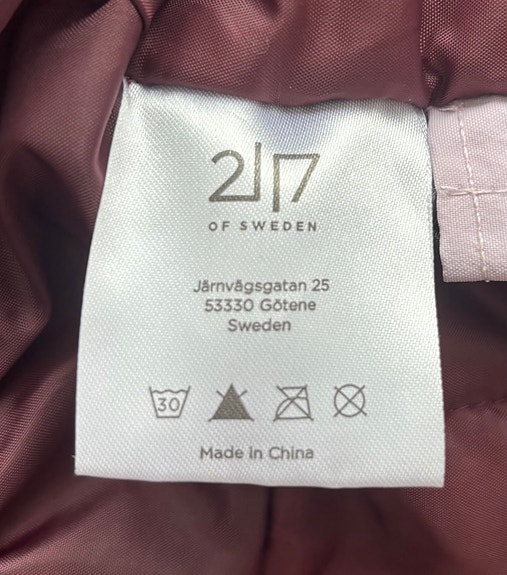 2117
OF SWEDEN
Järnvägsgatan 25
53330 Götene
Sweden
30
Made in China